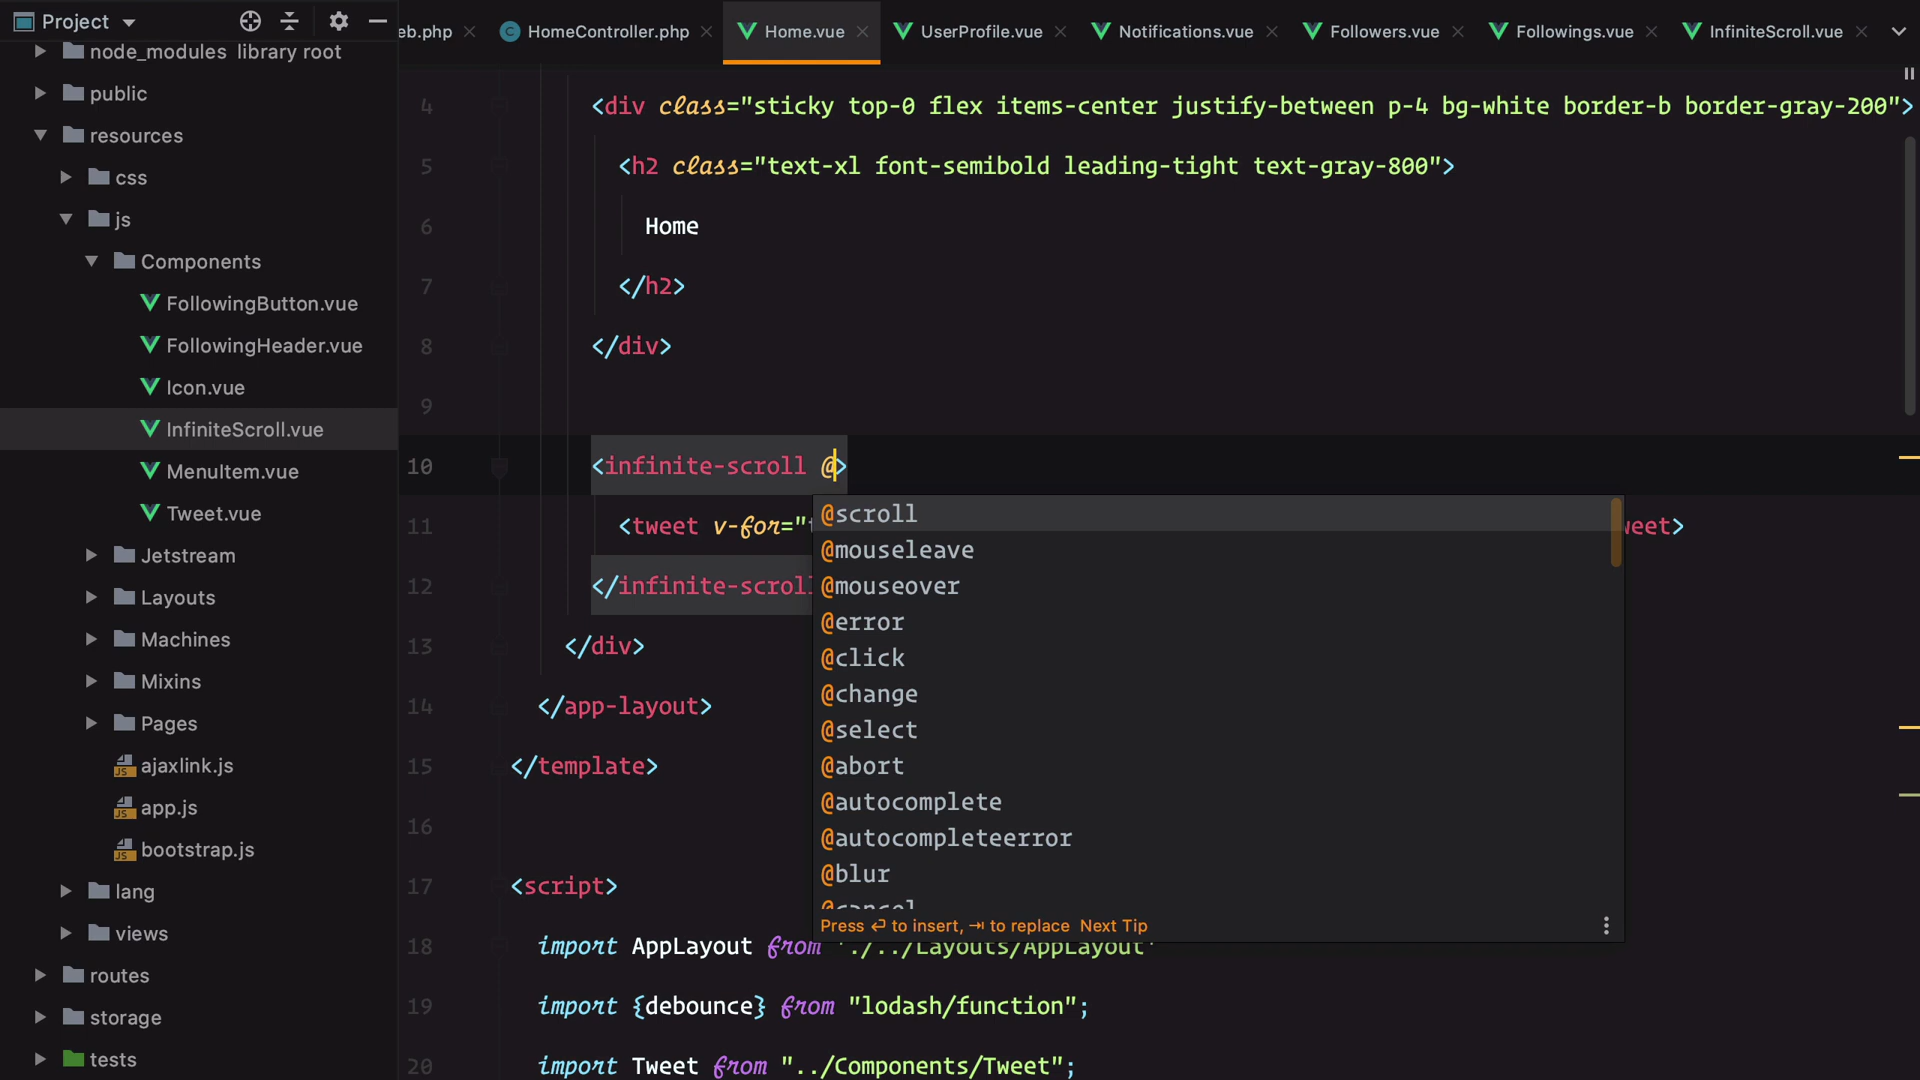 Project
eb.php
HomeController.php
Home.vue
UserProfile.vue
Notifications.vue
Followers.vue
Followings.vue
InfiniteScroll.vue
node_modules library root
public
resources
css
js
Components
FollowingButton.vue
FollowingHeader.vue
Icon.vue
InfiniteScroll.vue
MenuItem.vue
Tweet.vue
Jetstream
Layouts
Machines
Mixins
Pages
ajaxlink.js
app.js
bootstrap.js
lang
views
routes
storage
tests
4 <div class="sticky top-0 flex items-center justify-between p-4 bg-white border-b border-gray-200">
5 <h2 class="text-xl font-semibold leading-tight text-gray-800">
6 Home
7 </h2>
8 </div>
9
10 <infinite-scroll @>
11 <tweet v-for="t weet>
12 </infinite-scroll
13 </div>
14 </app-layout>
15 </template>
16
17 <script>
18 import AppLayout from './../Layouts/AppLayout'
19 import {debounce} from "lodash/function";
20 import Tweet from "../Components/Tweet";
@scroll
@mouseleave
@mouseover
@error
@click
@change
@select
@abort
@autocomplete
@autocompleteerror
@blur
@cancel
Press ⏎ to insert, ⇥ to replace Next Tip